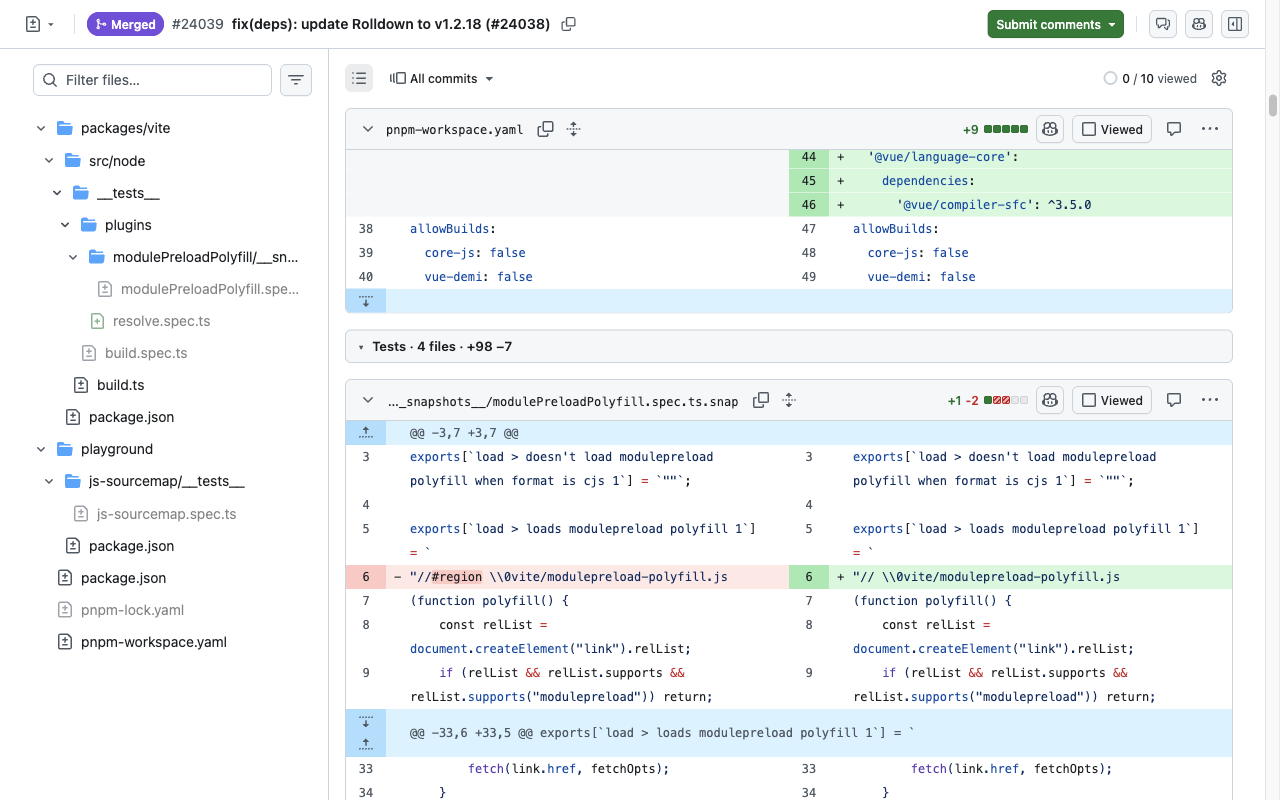 Merged #24039 fix(deps): update Rolldown to v1.2.18 (#24038) Submit comments
Filter files...
packages/vite
src/node
__tests__
plugins
modulePreloadPolyfill/__sn...
modulePreloadPolyfill.spe...
resolve.spec.ts
build.spec.ts
build.ts
package.json
playground
js-sourcemap/__tests__
js-sourcemap.spec.ts
package.json
package.json
pnpm-lock.yaml
pnpm-workspace.yaml
All commits 0 / 10 viewed
pnpm-workspace.yaml +9 Viewed
44 + '@vue/language-core':
45 + dependencies:
46 + '@vue/compiler-sfc': ^3.5.0
38 allowBuilds: 47 allowBuilds:
39 core-js: false 48 core-js: false
40 vue-demi: false 49 vue-demi: false
Tests · 4 files · +98 −7
..._snapshots__/modulePreloadPolyfill.spec.ts.snap +1 -2 Viewed
@@ -3,7 +3,7 @@
3 exports[`load > doesn't load modulepreload 3 exports[`load > doesn't load modulepreload
polyfill when format is cjs 1`] = `""`; polyfill when format is cjs 1`] = `""`;
4 4
5 exports[`load > loads modulepreload polyfill 1`] 5 exports[`load > loads modulepreload polyfill 1`]
= ` = `
6 − "//#region \\0vite/modulepreload-polyfill.js 6 + "// \\0vite/modulepreload-polyfill.js
7 (function polyfill() { 7 (function polyfill() {
8 const relList = 8 const relList =
document.createElement("link").relList; document.createElement("link").relList;
9 if (relList && relList.supports && 9 if (relList && relList.supports &&
relList.supports("modulepreload")) return; relList.supports("modulepreload")) return;
@@ -33,6 +33,5 @@ exports[`load > loads modulepreload polyfill 1`] = `
33 fetch(link.href, fetchOpts); 33 fetch(link.href, fetchOpts);
34 } 34 }